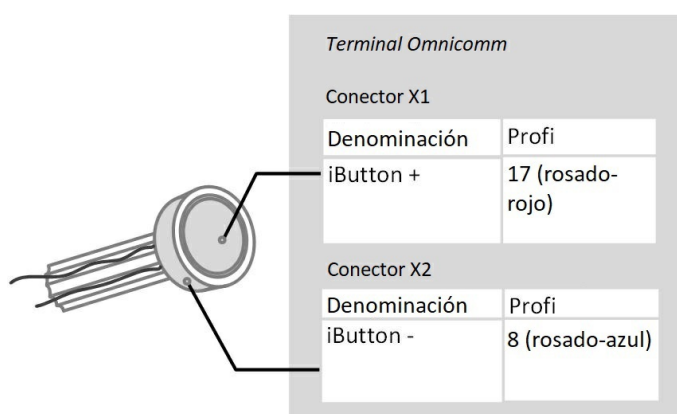 Terminal Omnicomm
Conector X1
Denominación Profi
iButton + 17 (rosado-
rojo)
Conector X2
Denominación Profi
iButton - 8 (rosado-azul)